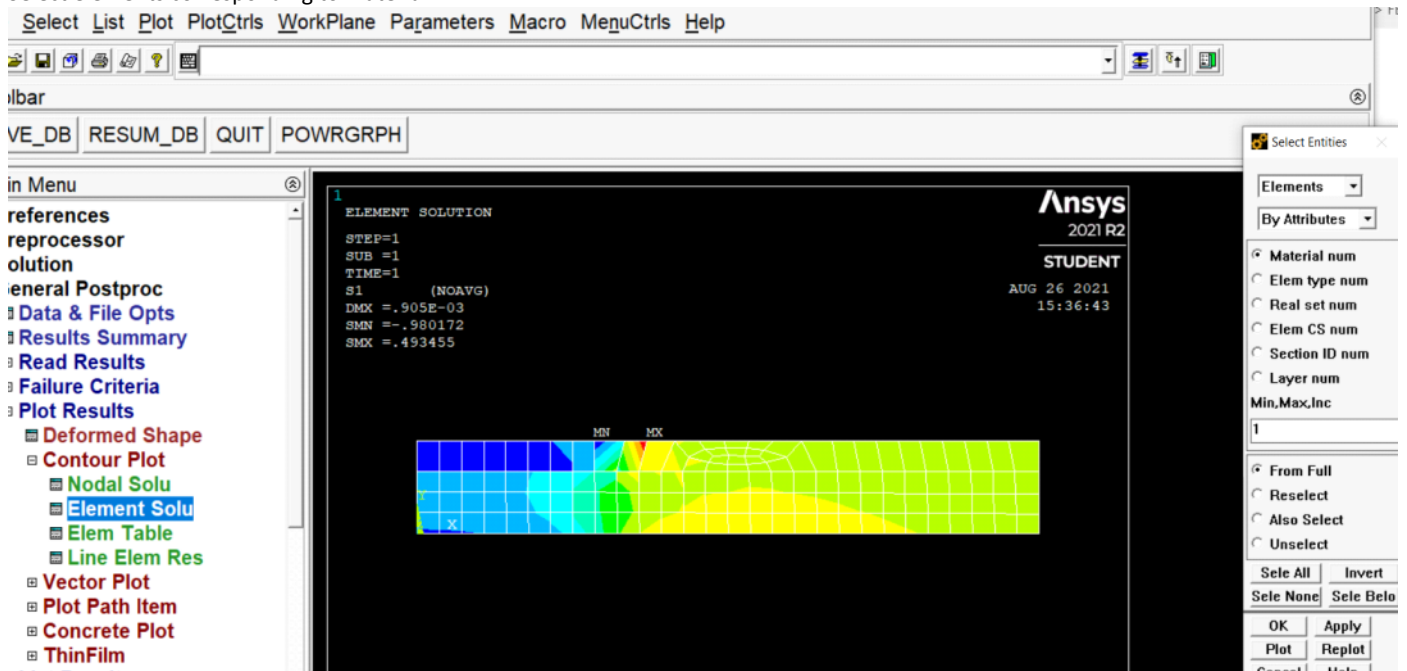 Select List Plot PlotCtrls WorkPlane Parameters Macro MenuCtrls Help
lbar
VE_DB RESUM_DB QUIT POWRGRPH
in Menu
references
reprocessor
olution
eneral Postproc
Data & File Opts
Results Summary
Read Results
Failure Criteria
Plot Results
Deformed Shape
Contour Plot
Nodal Solu
Element Solu
Elem Table
Line Elem Res
Vector Plot
Plot Path Item
Concrete Plot
ThinFilm
1
ELEMENT SOLUTION
STEP=1
SUB =1
TIME=1
S1 (NOAVG)
DMX =.905E-03
SMN =-.980172
SMX =.493455
Ansys
2021 R2
STUDENT
AUG 26 2021
15:36:43
MN MX
Y
X
Select Entities
Elements
By Attributes
Material num
Elem type num
Real set num
Elem CS num
Section ID num
Layer num
Min,Max,Inc
1
From Full
Reselect
Also Select
Unselect
Sele All Invert
Sele None Sele Belo
OK Apply
Plot Replot
Cancel Help